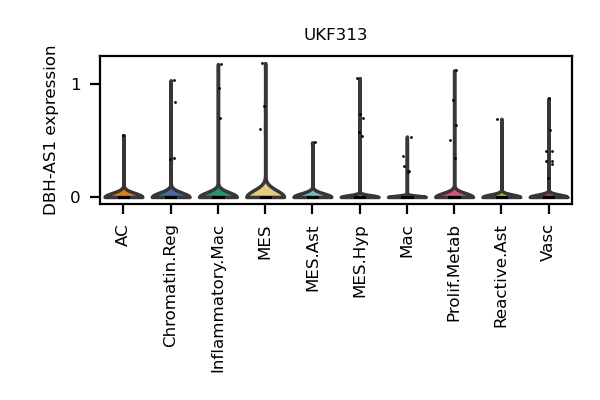 UKF313
DBH-AS1 expression
1
0
AC
Chromatin.Reg
Inflammatory.Mac
MES
MES.Ast
MES.Hyp
Mac
Prolif.Metab
Reactive.Ast
Vasc